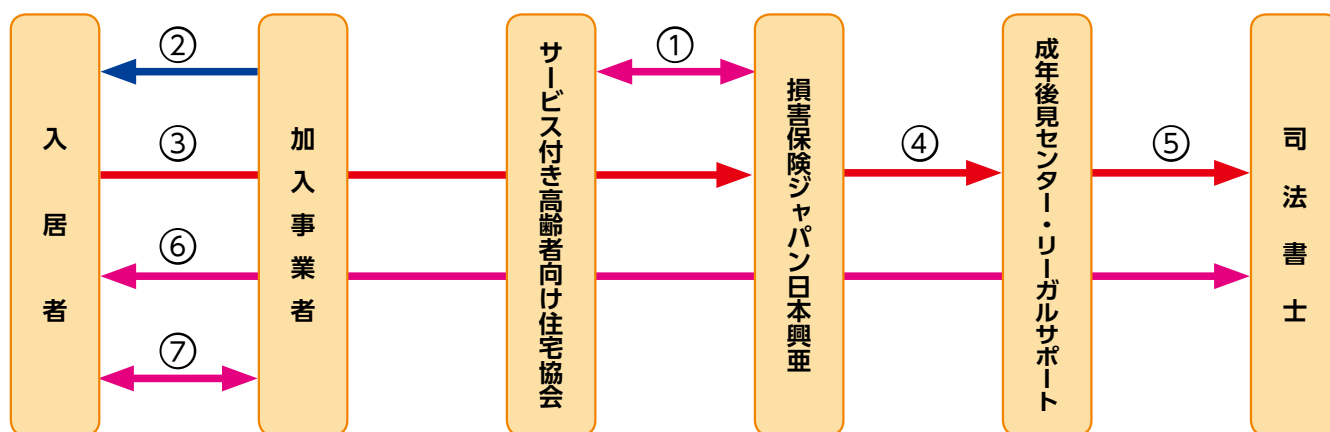 入居者
②
③
⑥
⑦
加入事業者
サービス付き高齢者向け住宅協会
①
損害保険ジャパン日本興亜
④
成年後見センター・リーガルサポート
⑤
司法書士